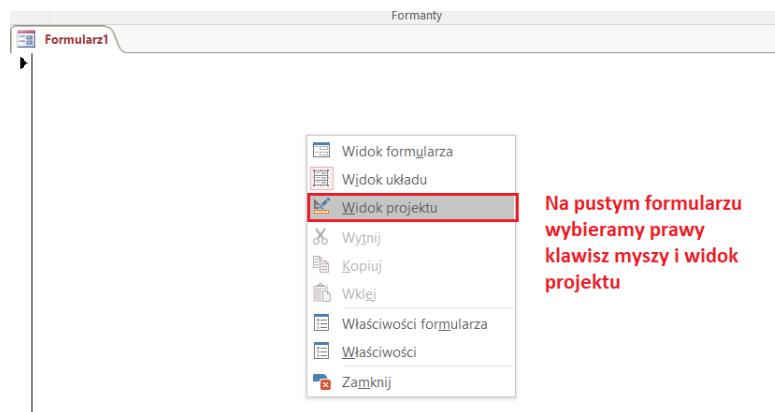 Formanty
Formularz1
Widok formularza
Widok układu
Widok projektu
Wytnij
Kopiuj
Wklej
Właściwości formularza
Właściwości
Zamknij
Na pustym formularzu
wybieramy prawy
klawisz myszy i widok
projektu